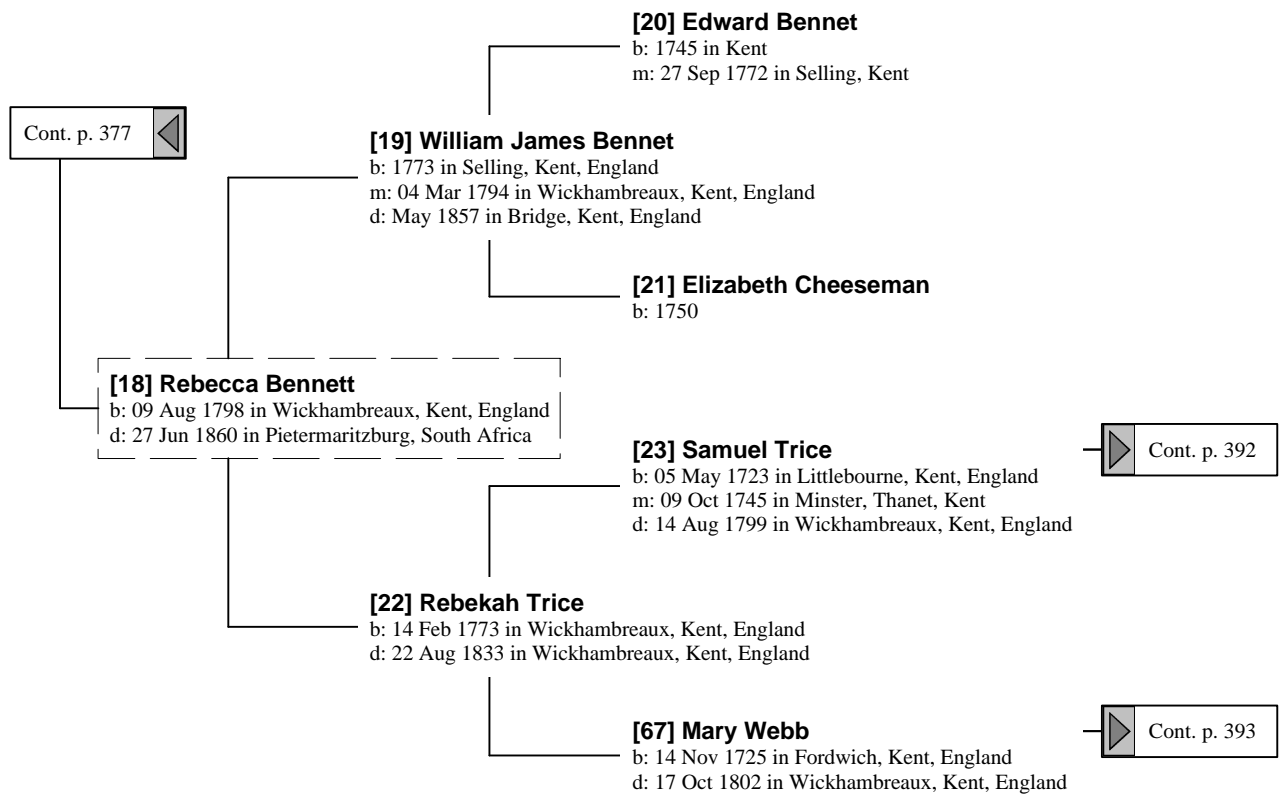 [20] Edward Bennet
b: 1745 in Kent
m: 27 Sep 1772 in Selling, Kent
Cont. p. 377
[19] William James Bennet
b: 1773 in Selling, Kent, England
m: 04 Mar 1794 in Wickhambreaux, Kent, England
d: May 1857 in Bridge, Kent, England
[21] Elizabeth Cheeseman
b: 1750
[18] Rebecca Bennett
b: 09 Aug 1798 in Wickhambreaux, Kent, England
d: 27 Jun 1860 in Pietermaritzburg, South Africa
[23] Samuel Trice
b: 05 May 1723 in Littlebourne, Kent, England
m: 09 Oct 1745 in Minster, Thanet, Kent
d: 14 Aug 1799 in Wickhambreaux, Kent, England
Cont. p. 392
[22] Rebekah Trice
b: 14 Feb 1773 in Wickhambreaux, Kent, England
d: 22 Aug 1833 in Wickhambreaux, Kent, England
[67] Mary Webb
b: 14 Nov 1725 in Fordwich, Kent, England
d: 17 Oct 1802 in Wickhambreaux, Kent, England
Cont. p. 393